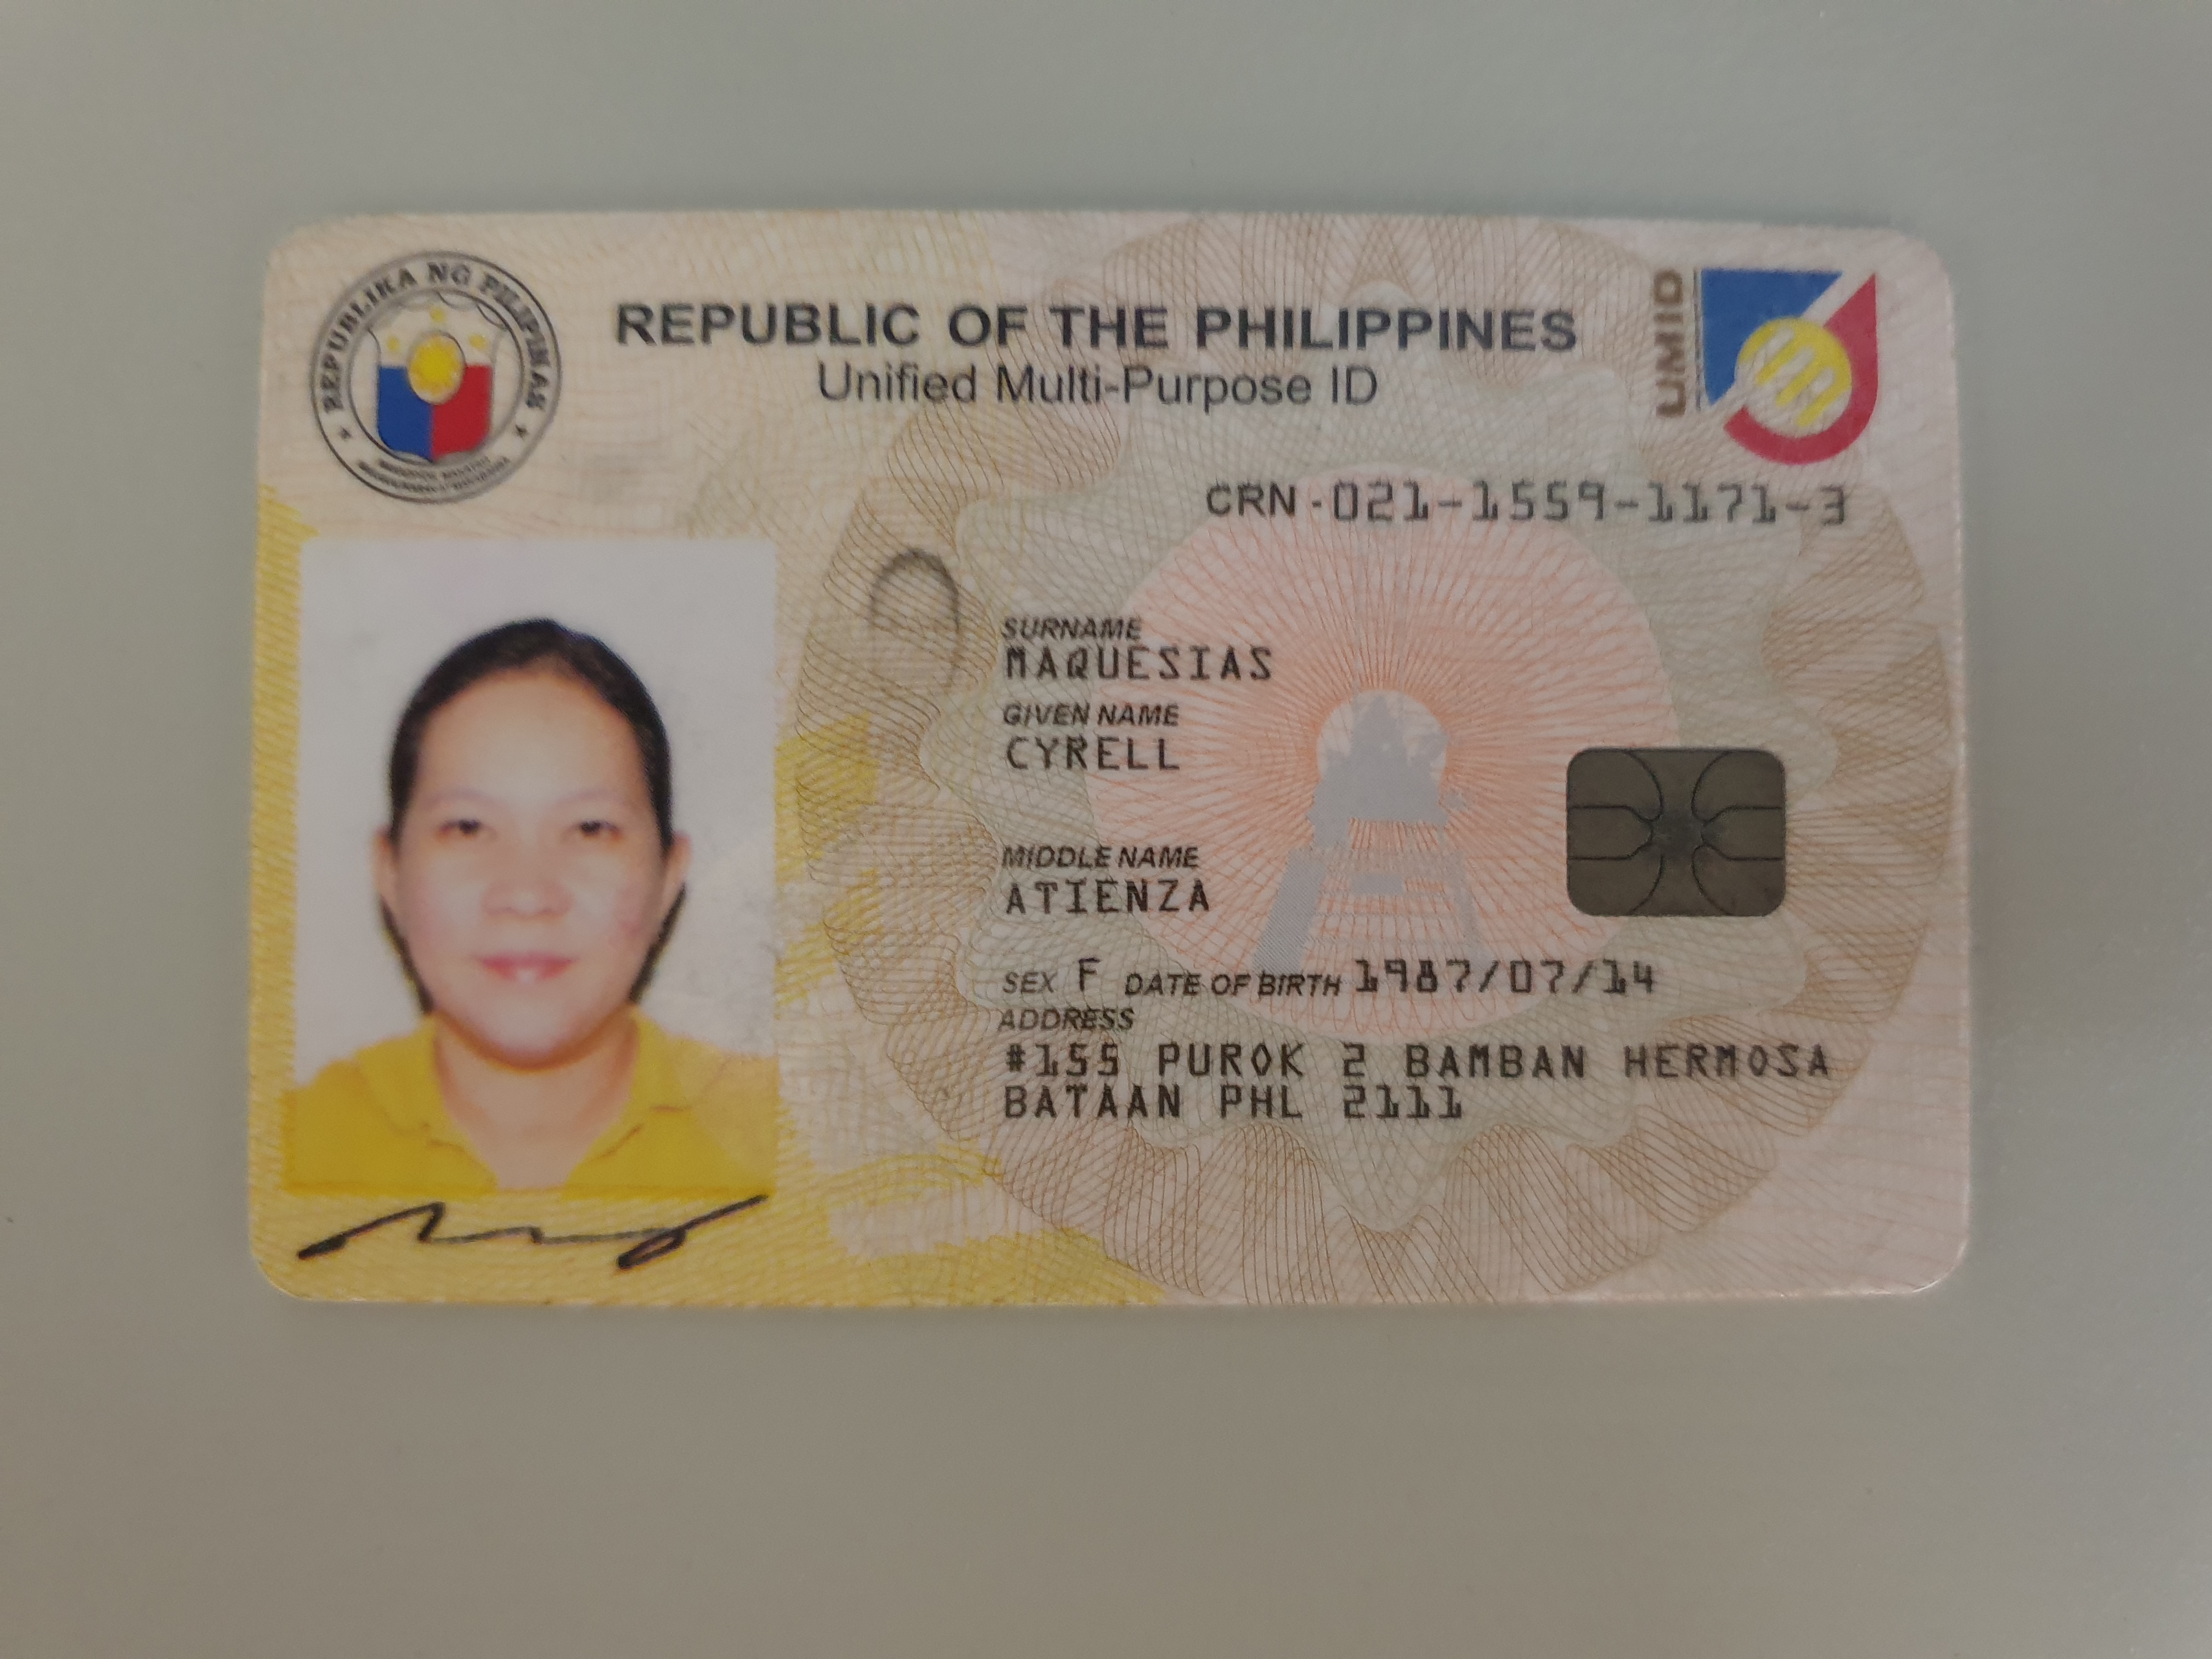 REPUBLIKA NG PILIPINAS
REPUBLIC OF THE PHILIPPINES
Unified Multi-Purpose ID
UMID
CRN-021-1559-1171-3
SURNAME
MAQUESIAS
GIVEN NAME
CYRELL
MIDDLE NAME
ATIENZA
SEX F DATE OF BIRTH 1987/07/14
ADDRESS
#155 PUROK 2 BAMBAN HERMOSA
BATAAN PHL 2111